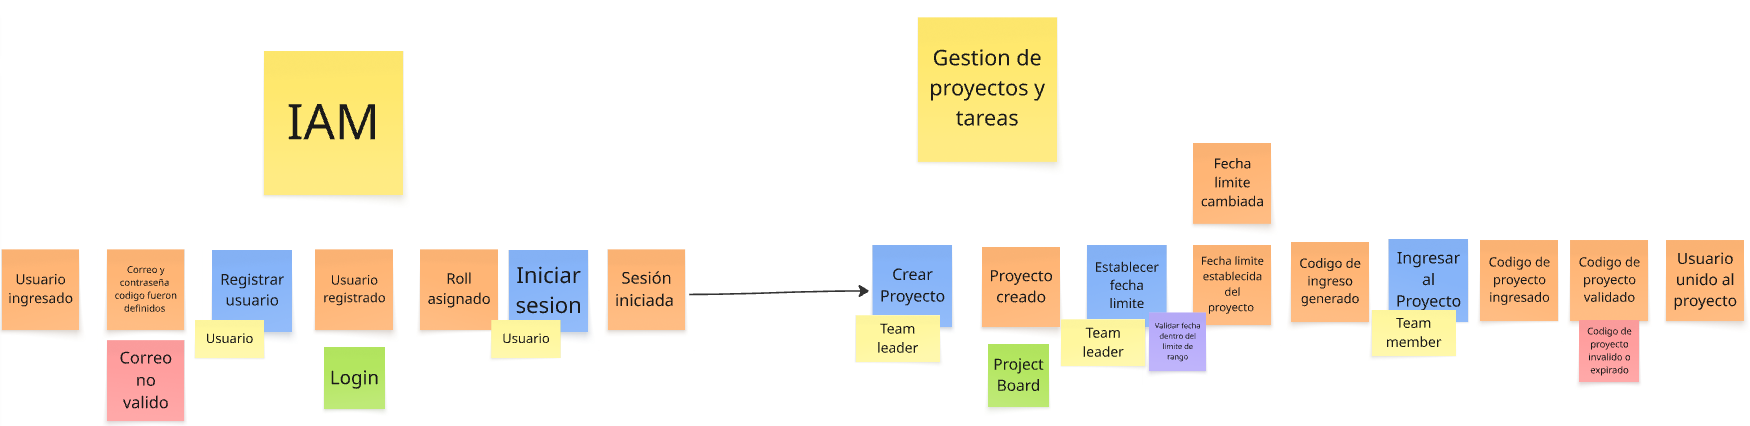 IAM
Gestion de
proyectos y
tareas
Fecha
limite
cambiada
Usuario
ingresado
Correo y
contraseña
codigo fueron
definidos
Correo
no
valido
Registrar
usuario
Usuario
Usuario
registrado
Login
Roll
asignado
Iniciar
sesion
Usuario
Sesión
iniciada
Crear
Proyecto
Team
leader
Proyecto
creado
Project
Board
Establecer
fecha
limite
Team
leader
Validar fecha
dentro del
limite de
rango
Fecha limite
establecida
del
proyecto
Codigo de
ingreso
generado
Ingresar
al
Proyecto
Team
member
Codigo de
proyecto
ingresado
Codigo de
proyecto
validado
Codigo de
proyecto
invalido o
expirado
Usuario
unido al
proyecto